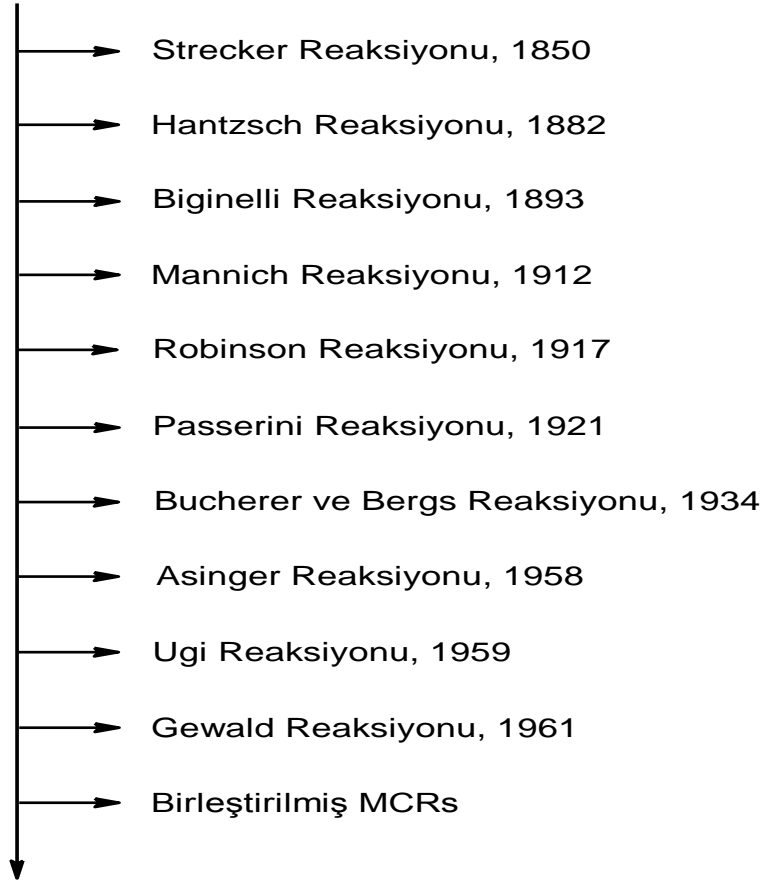 Strecker Reaksiyonu, 1850
Hantzsch Reaksiyonu, 1882
Biginelli Reaksiyonu, 1893
Mannich Reaksiyonu, 1912
Robinson Reaksiyonu, 1917
Passerini Reaksiyonu, 1921
Bucherer ve Bergs Reaksiyonu, 1934
Asinger Reaksiyonu, 1958
Ugi Reaksiyonu, 1959
Gewald Reaksiyonu, 1961
Birleştirilmiş MCRs